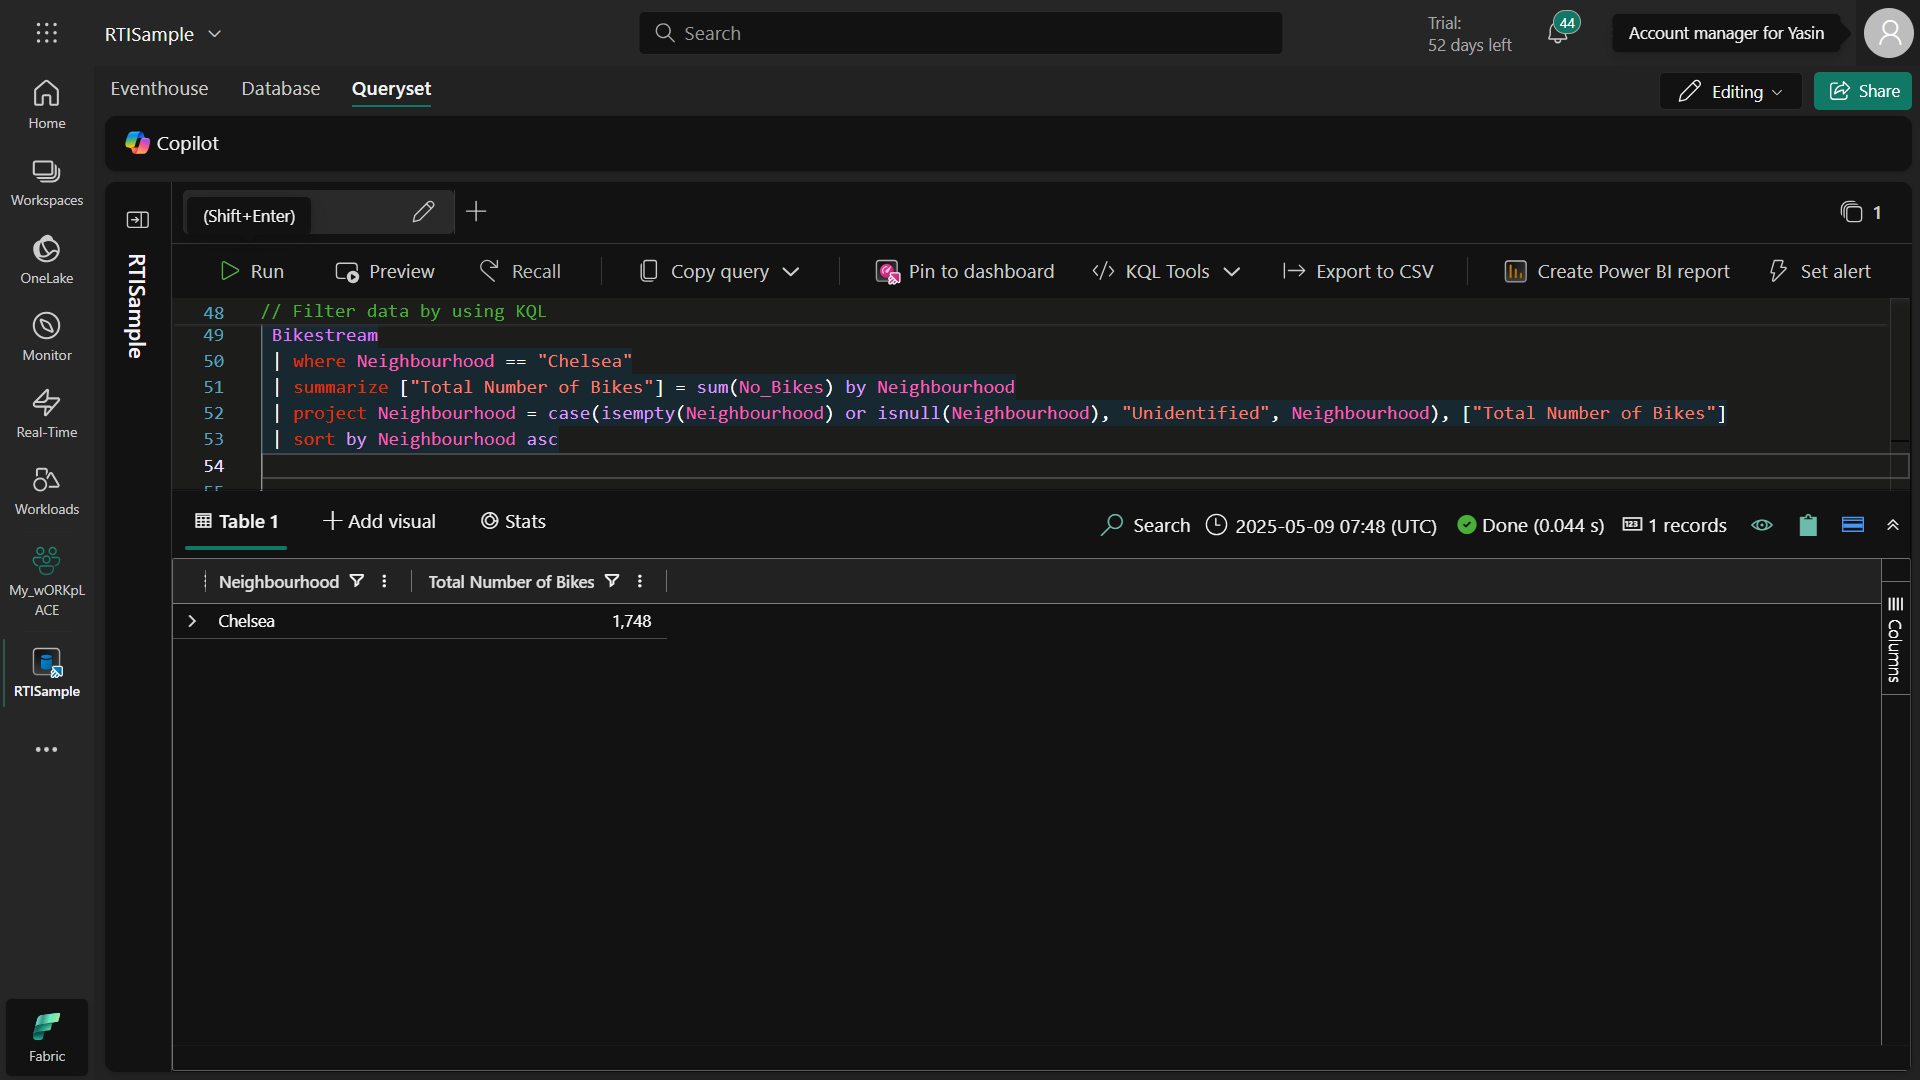 RTISample
Search
Trial:
52 days left
44
Account manager for Yasin
Home
Workspaces
OneLake
Monitor
Real-Time
Workloads
My_wORKpL
ACE
RTISample
Fabric
Eventhouse
Database
Queryset
Editing
Share
Copilot
RTISample
(Shift+Enter)
1
Run
Preview
Recall
Copy query
Pin to dashboard
KQL Tools
Export to CSV
Create Power BI report
Set alert
48 // Filter data by using KQL
49 Bikestream
50 | where Neighbourhood == "Chelsea"
51 | summarize ["Total Number of Bikes"] = sum(No_Bikes) by Neighbourhood
52 | project Neighbourhood = case(isempty(Neighbourhood) or isnull(Neighbourhood), "Unidentified", Neighbourhood), ["Total Number of Bikes"]
53 | sort by Neighbourhood asc
54
Table 1
Add visual
Stats
Search
2025-05-09 07:48 (UTC)
Done (0.044 s)
123
1 records
Neighbourhood
Total Number of Bikes
Chelsea
1,748
Columns